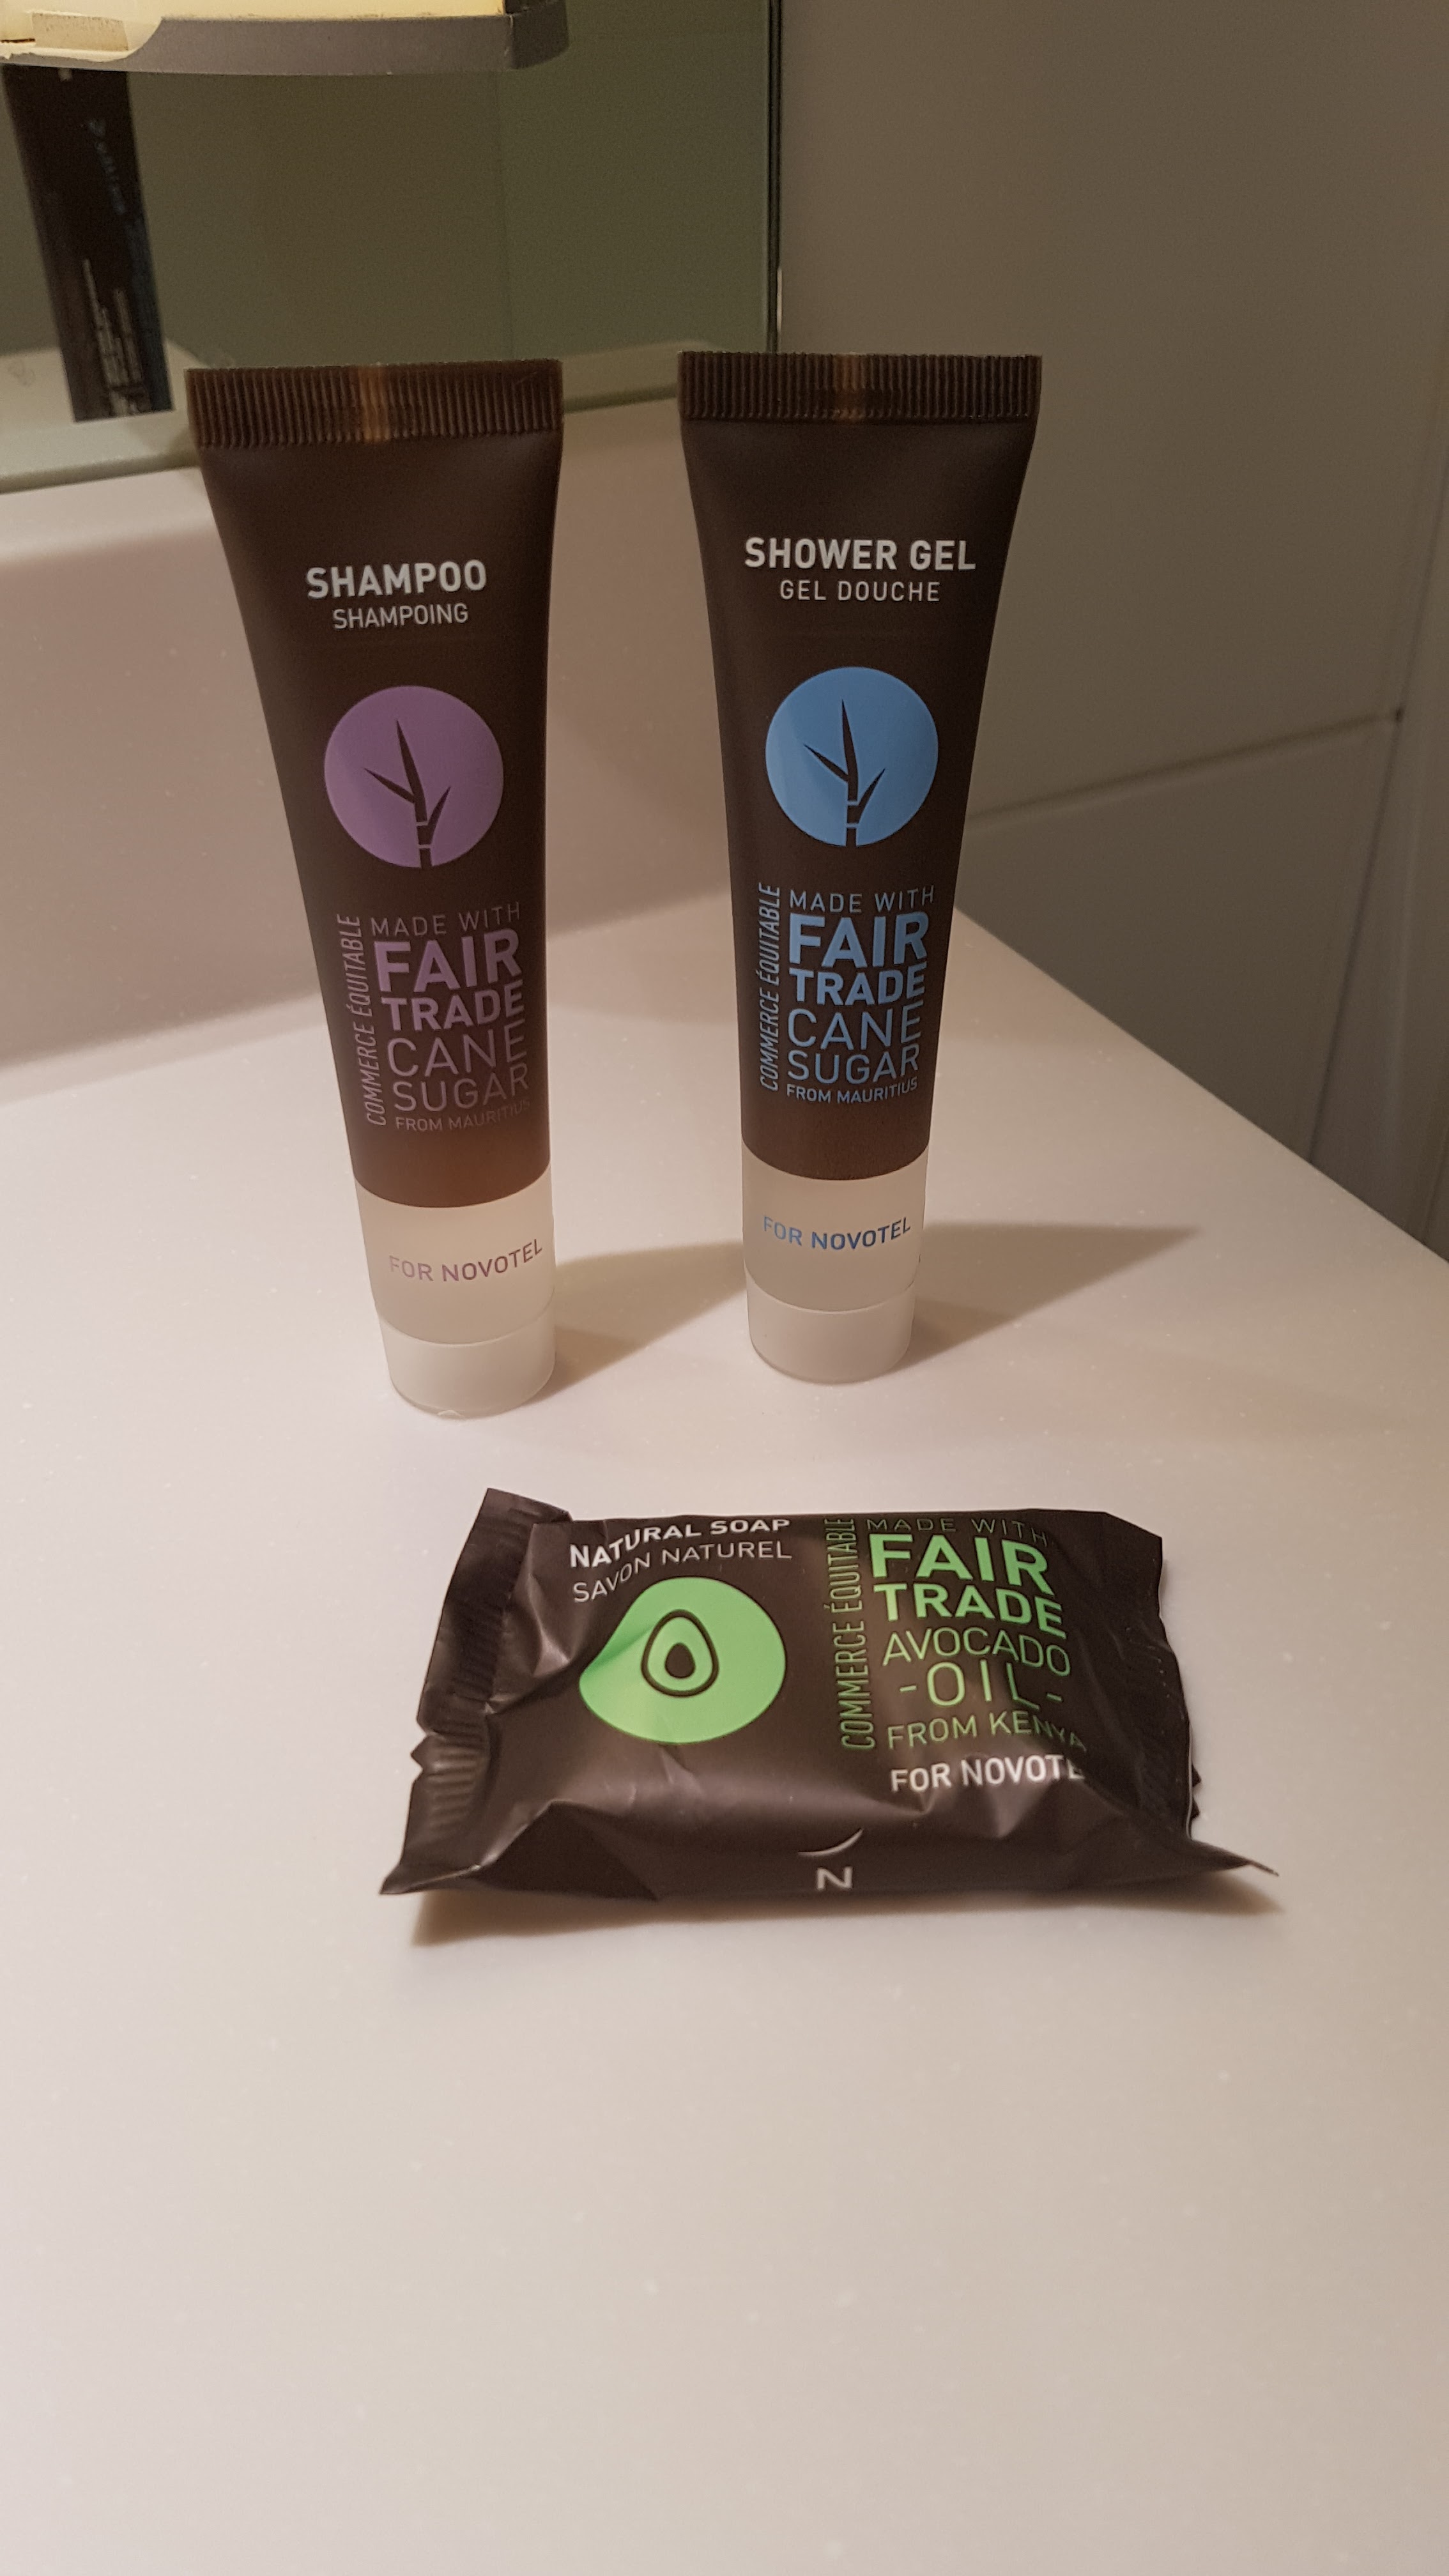 SHAMPOO
SHAMPOING
COMMERCE ÉQUITABLE
MADE WITH
FAIR
TRADE
CANE
SUGAR
FROM MAURITIUS
FOR NOVOTEL
SHOWER GEL
GEL DOUCHE
COMMERCE ÉQUITABLE
MADE WITH
FAIR
TRADE
CANE
SUGAR
FROM MAURITIUS
FOR NOVOTEL
NATURAL SOAP
SAVON NATUREL
COMMERCE ÉQUITABLE
MADE WITH
FAIR
TRADE
AVOCADO
-OIL-
FROM KENYA
FOR NOVOTE
N